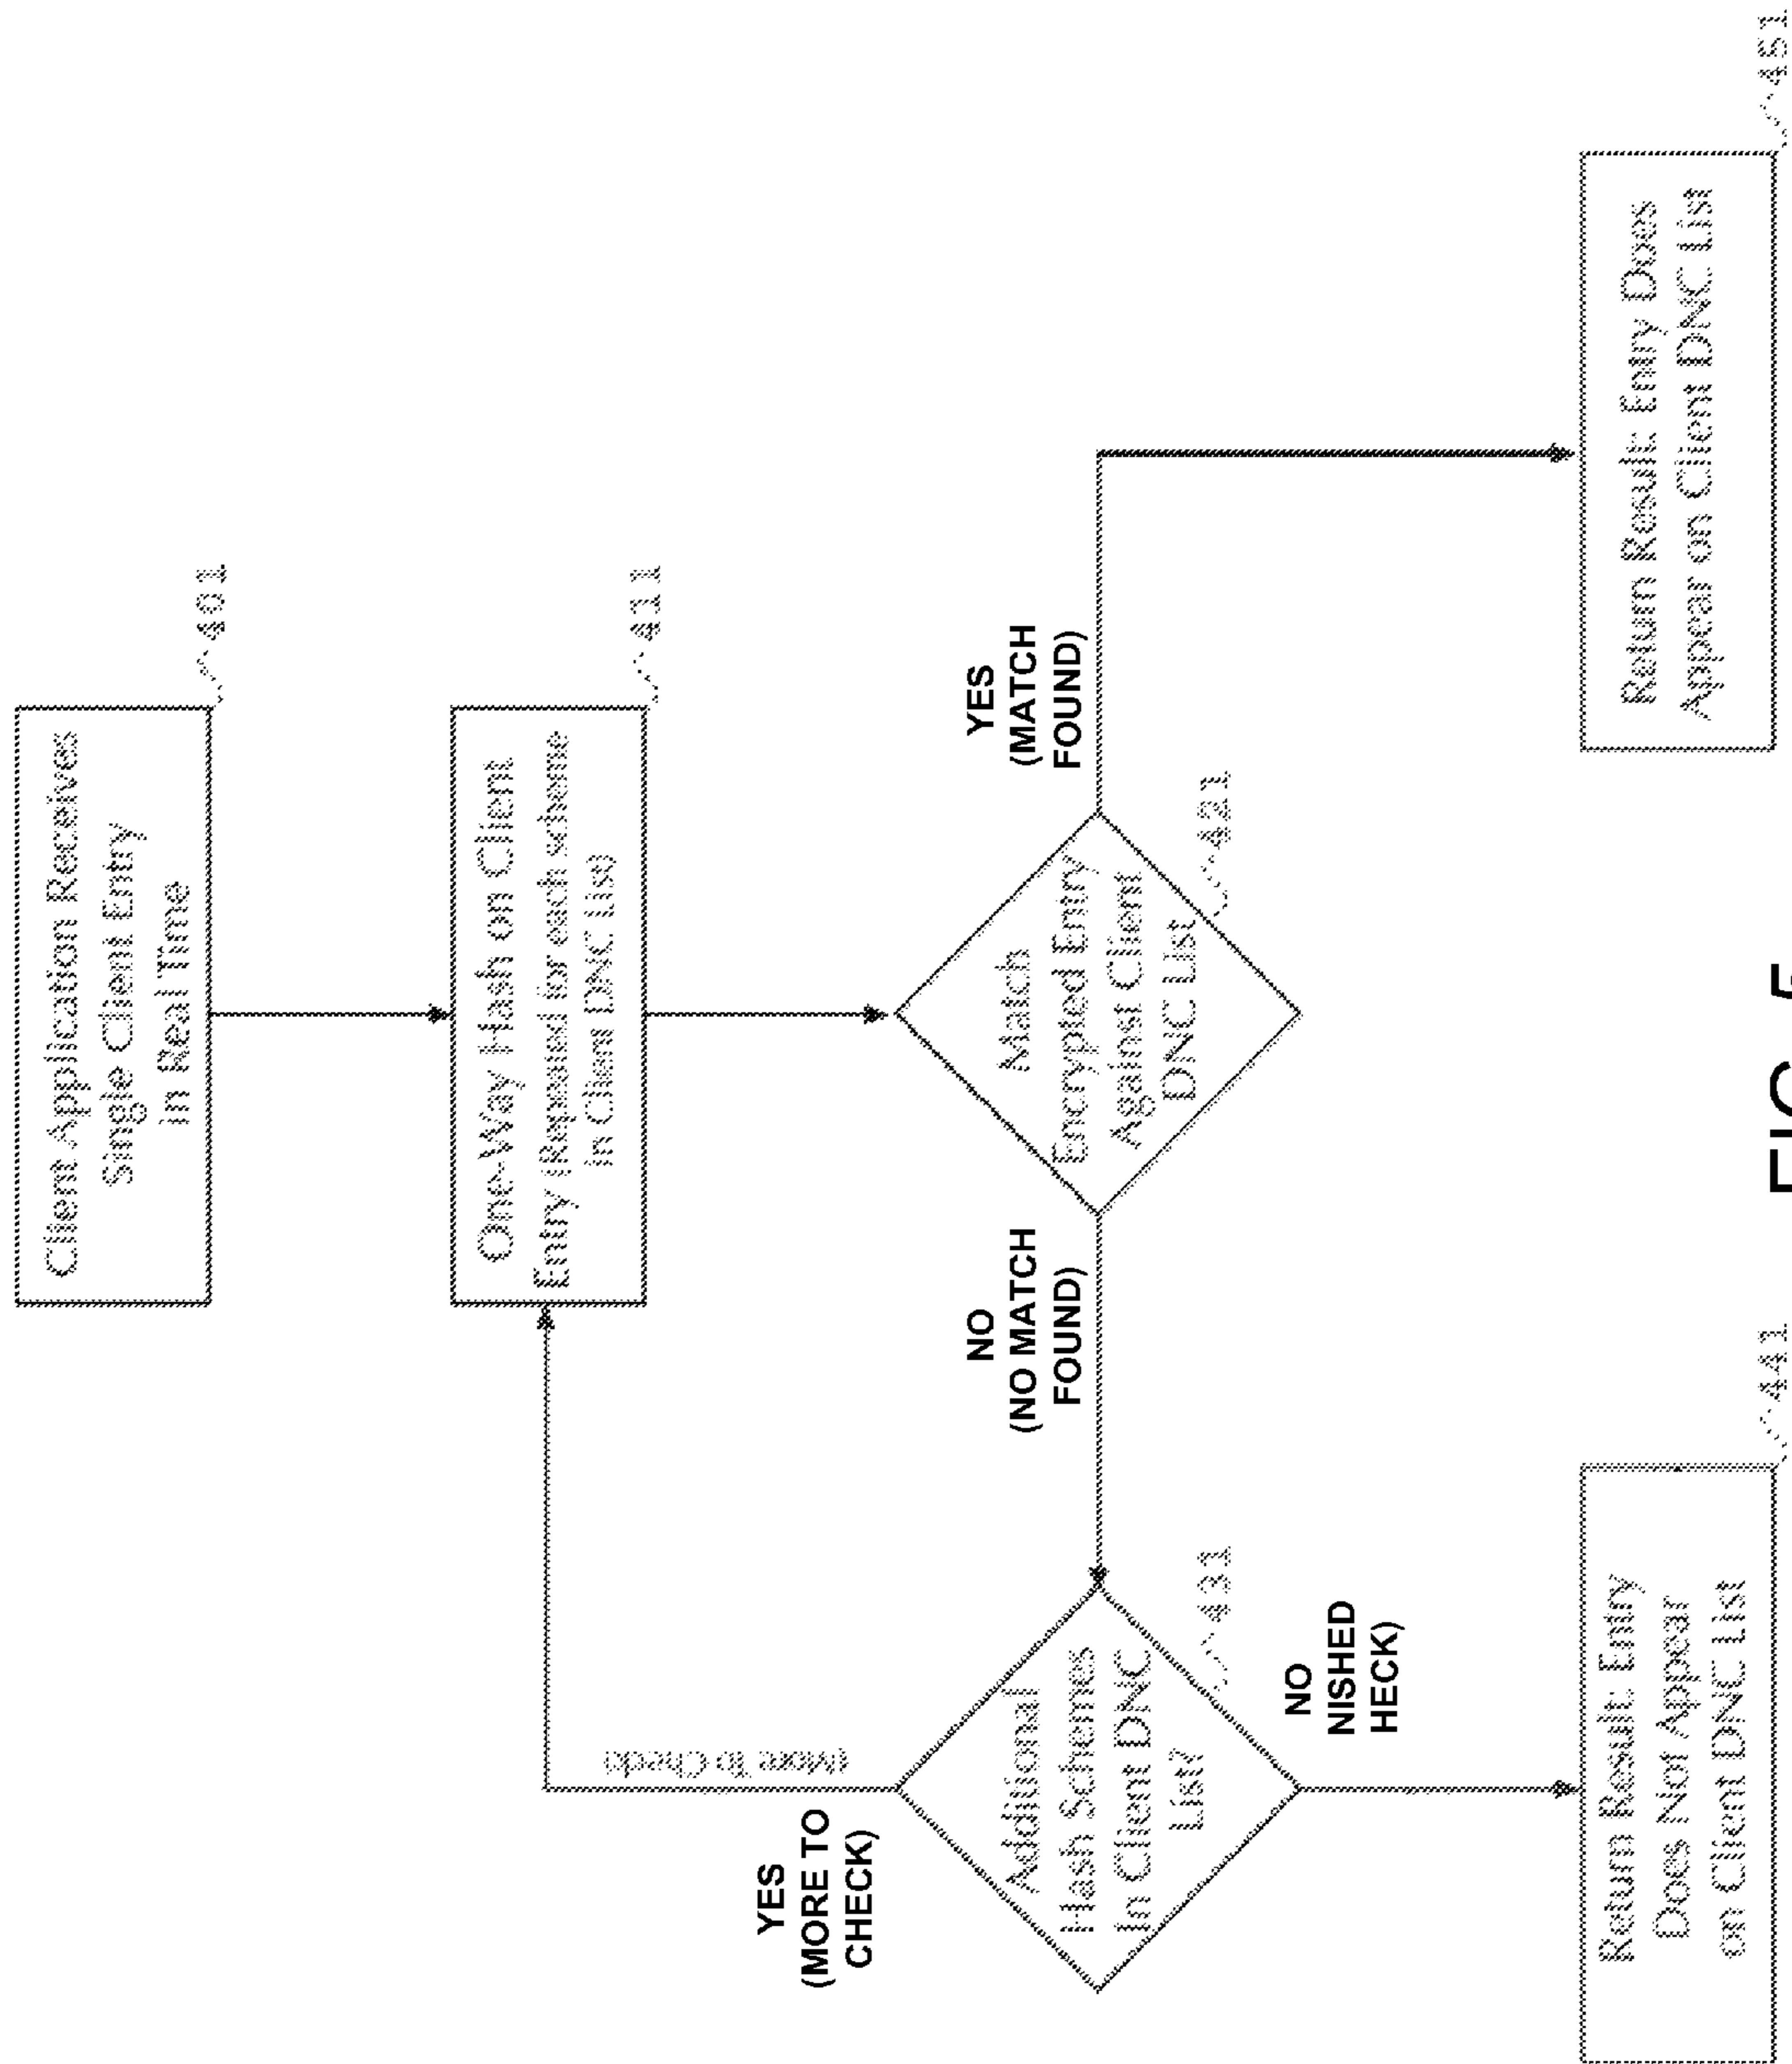 Client Application Receives
Single Client Entry
in Real Time
401
One-Way Hash on Client
Entry (Repeated for each scheme
in Client DNC List)
411
Match
Encrypted Entry
Against Client
DNC List
421
YES
(MATCH
FOUND)
NO
(NO MATCH
FOUND)
Additional
Hash Schemes
In Client DNC
List?
431
YES
(MORE TO
CHECK)
(More To Check)
NO
NISHED
HECK)
Return Result: Entry
Does Not Appear
on Client DNC List
441
Return Result: Entry Does
Appear on Client DNC List
451
FIG. 5